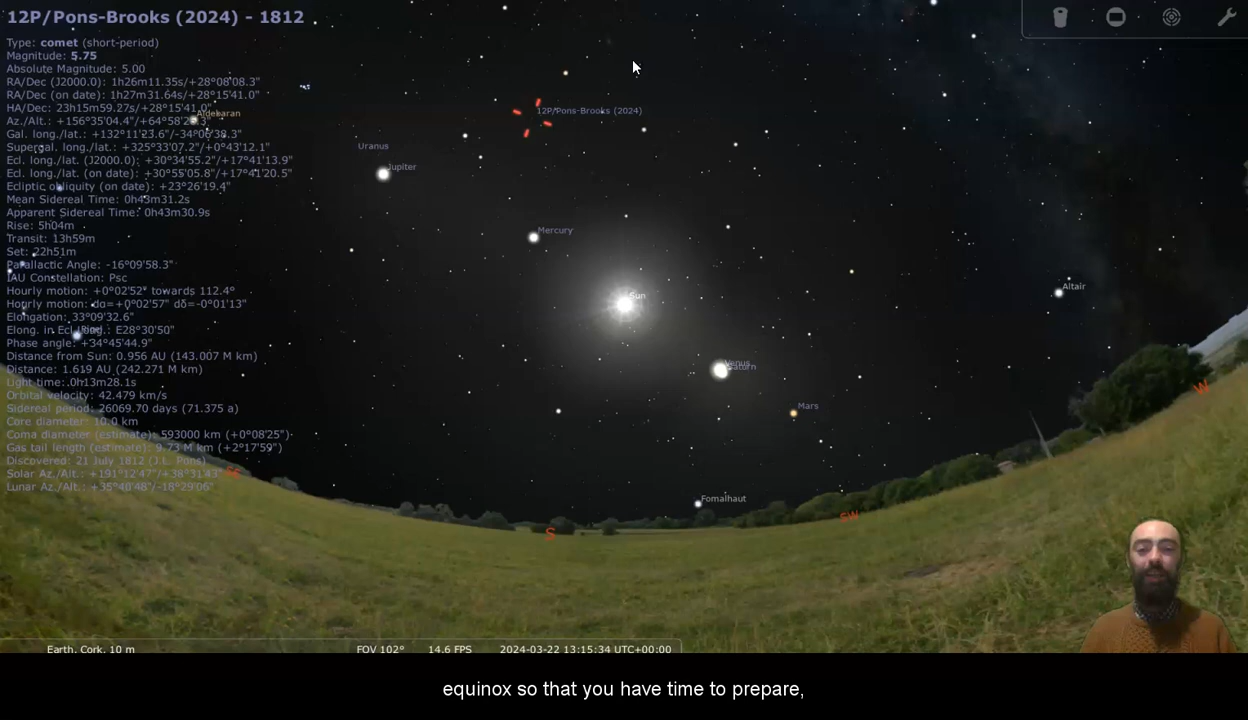 12P/Pons-Brooks (2024) - 1812
Type: comet (short-period)
Magnitude: 5.75
Absolute Magnitude: 5.00
RA/Dec (J2000.0): 1h26m11.35s/+28°08'08.3"
RA/Dec (on date): 1h27m31.64s/+28°15'41.0"
HA/Dec: 23h15m59.27s/+28°15'41.0"
Az./Alt.: +156°35'04.4"/+64°58'
Gal. long./lat.: +132°11'23.6"/-34°06'38.3"
Supergal. long./lat.: +325°33'07.2"/+0°43'12.1"
Ecl. long./lat. (J2000.0): +30°34'55.2"/+17°41'13.9"
Ecl. long./lat. (on date): +30°55'05.8"/+17°41'20.5"
Ecliptic obliquity (on date): +23°26'19.4"
Mean Sidereal Time: 0h43m31.2s
Apparent Sidereal Time: 0h43m30.9s
Rise: 5h04m
Transit: 13h59m
Set: 22h51m
Parallactic Angle: -16°09'58.3"
IAU Constellation: Psc
Hourly motion: +0°02'52" towards 112.4°
Hourly motion: dα=+0°02'57" dδ=-0°01'13"
Elongation: 33°09'32.6"
Elong. in Ecl.Long.: E28°30'50"
Phase angle: +34°45'44.9"
Distance from Sun: 0.956 AU (143.007 M km)
Distance: 1.619 AU (242.271 M km)
Light time: 0h13m28.1s
Orbital velocity: 42.479 km/s
Sidereal period: 26069.70 days (71.375 a)
Core diameter: 10.0 km
Coma diameter (estimate): 593000 km (+0°08'25")
Gas tail length (estimate): 9.73 M km (+2°17'59")
Discovered: 21 July 1812 (J.L. Pons)
Solar Az./Alt.: +191°12'47"/+38°31'43"
Lunar Az./Alt.: +35°40'48"/-18°29'06"
Aldebaran
12P/Pons-Brooks (2024)
Uranus
Jupiter
Mercury
Sun
Altair
Venus
Saturn
Mars
Fomalhaut
S
SW
W
Earth, Cork, 10 m
FOV 102°
14.6 FPS
2024-03-22 13:15:34 UTC+00:00
equinox so that you have time to prepare,